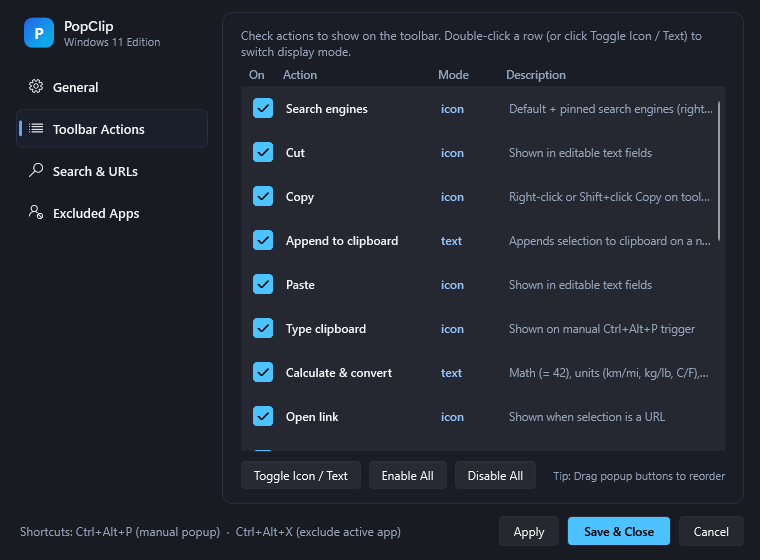 P
PopClip
Windows 11 Edition
General
Toolbar Actions
Search & URLs
Excluded Apps
Check actions to show on the toolbar. Double-click a row (or click Toggle Icon / Text) to
switch display mode.
On Action Mode Description
Search engines icon Default + pinned search engines (right...
Cut icon Shown in editable text fields
Copy icon Right-click or Shift+click Copy on tool...
Append to clipboard text Appends selection to clipboard on a n...
Paste icon Shown in editable text fields
Type clipboard icon Shown on manual Ctrl+Alt+P trigger
Calculate & convert text Math (= 42), units (km/mi, kg/lb, C/F),...
Open link icon Shown when selection is a URL
Toggle Icon / Text Enable All Disable All Tip: Drag popup buttons to reorder
Shortcuts: Ctrl+Alt+P (manual popup) · Ctrl+Alt+X (exclude active app) Apply Save & Close Cancel